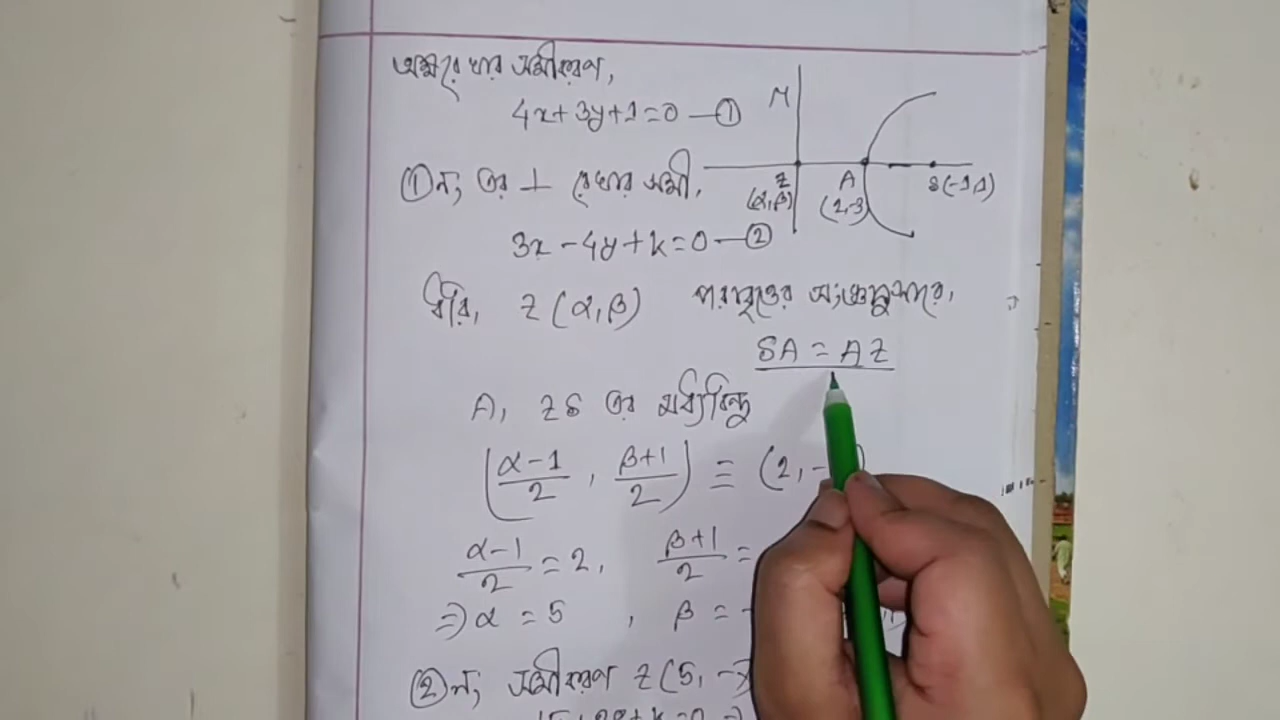 অক্ষরেখার সমীকরণ,
4x+3y+1=0 — ①
M
Z
(α,β)
A
(2,-3)
S(-1,1)
①নং এর ⊥ রেখার সমী,
3x-4y+k=0 — ②
ধরি, Z(α,β) পরাবৃত্তের সংজ্ঞানুসারে,
SA = AZ
A, ZS এর মধ্যবিন্দু
(α-1/2 , β+1/2) ≡ (2,-
α-1/2 = 2, β+1/2 =
⇒ α = 5 , β = -
②নং সমীকরণ Z(5, -